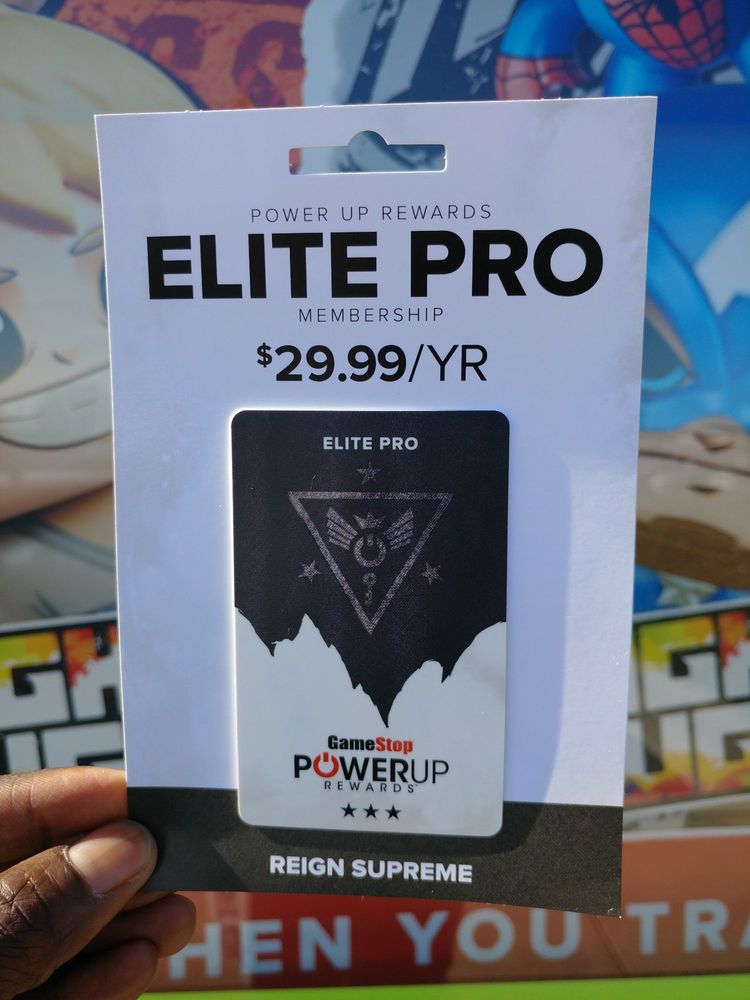 POWER UP REWARDS
ELITE PRO
MEMBERSHIP
$29.99/YR
ELITE PRO
GameStop
POWERUP
REWARDS
REIGN SUPREME
HEN YOU TRA